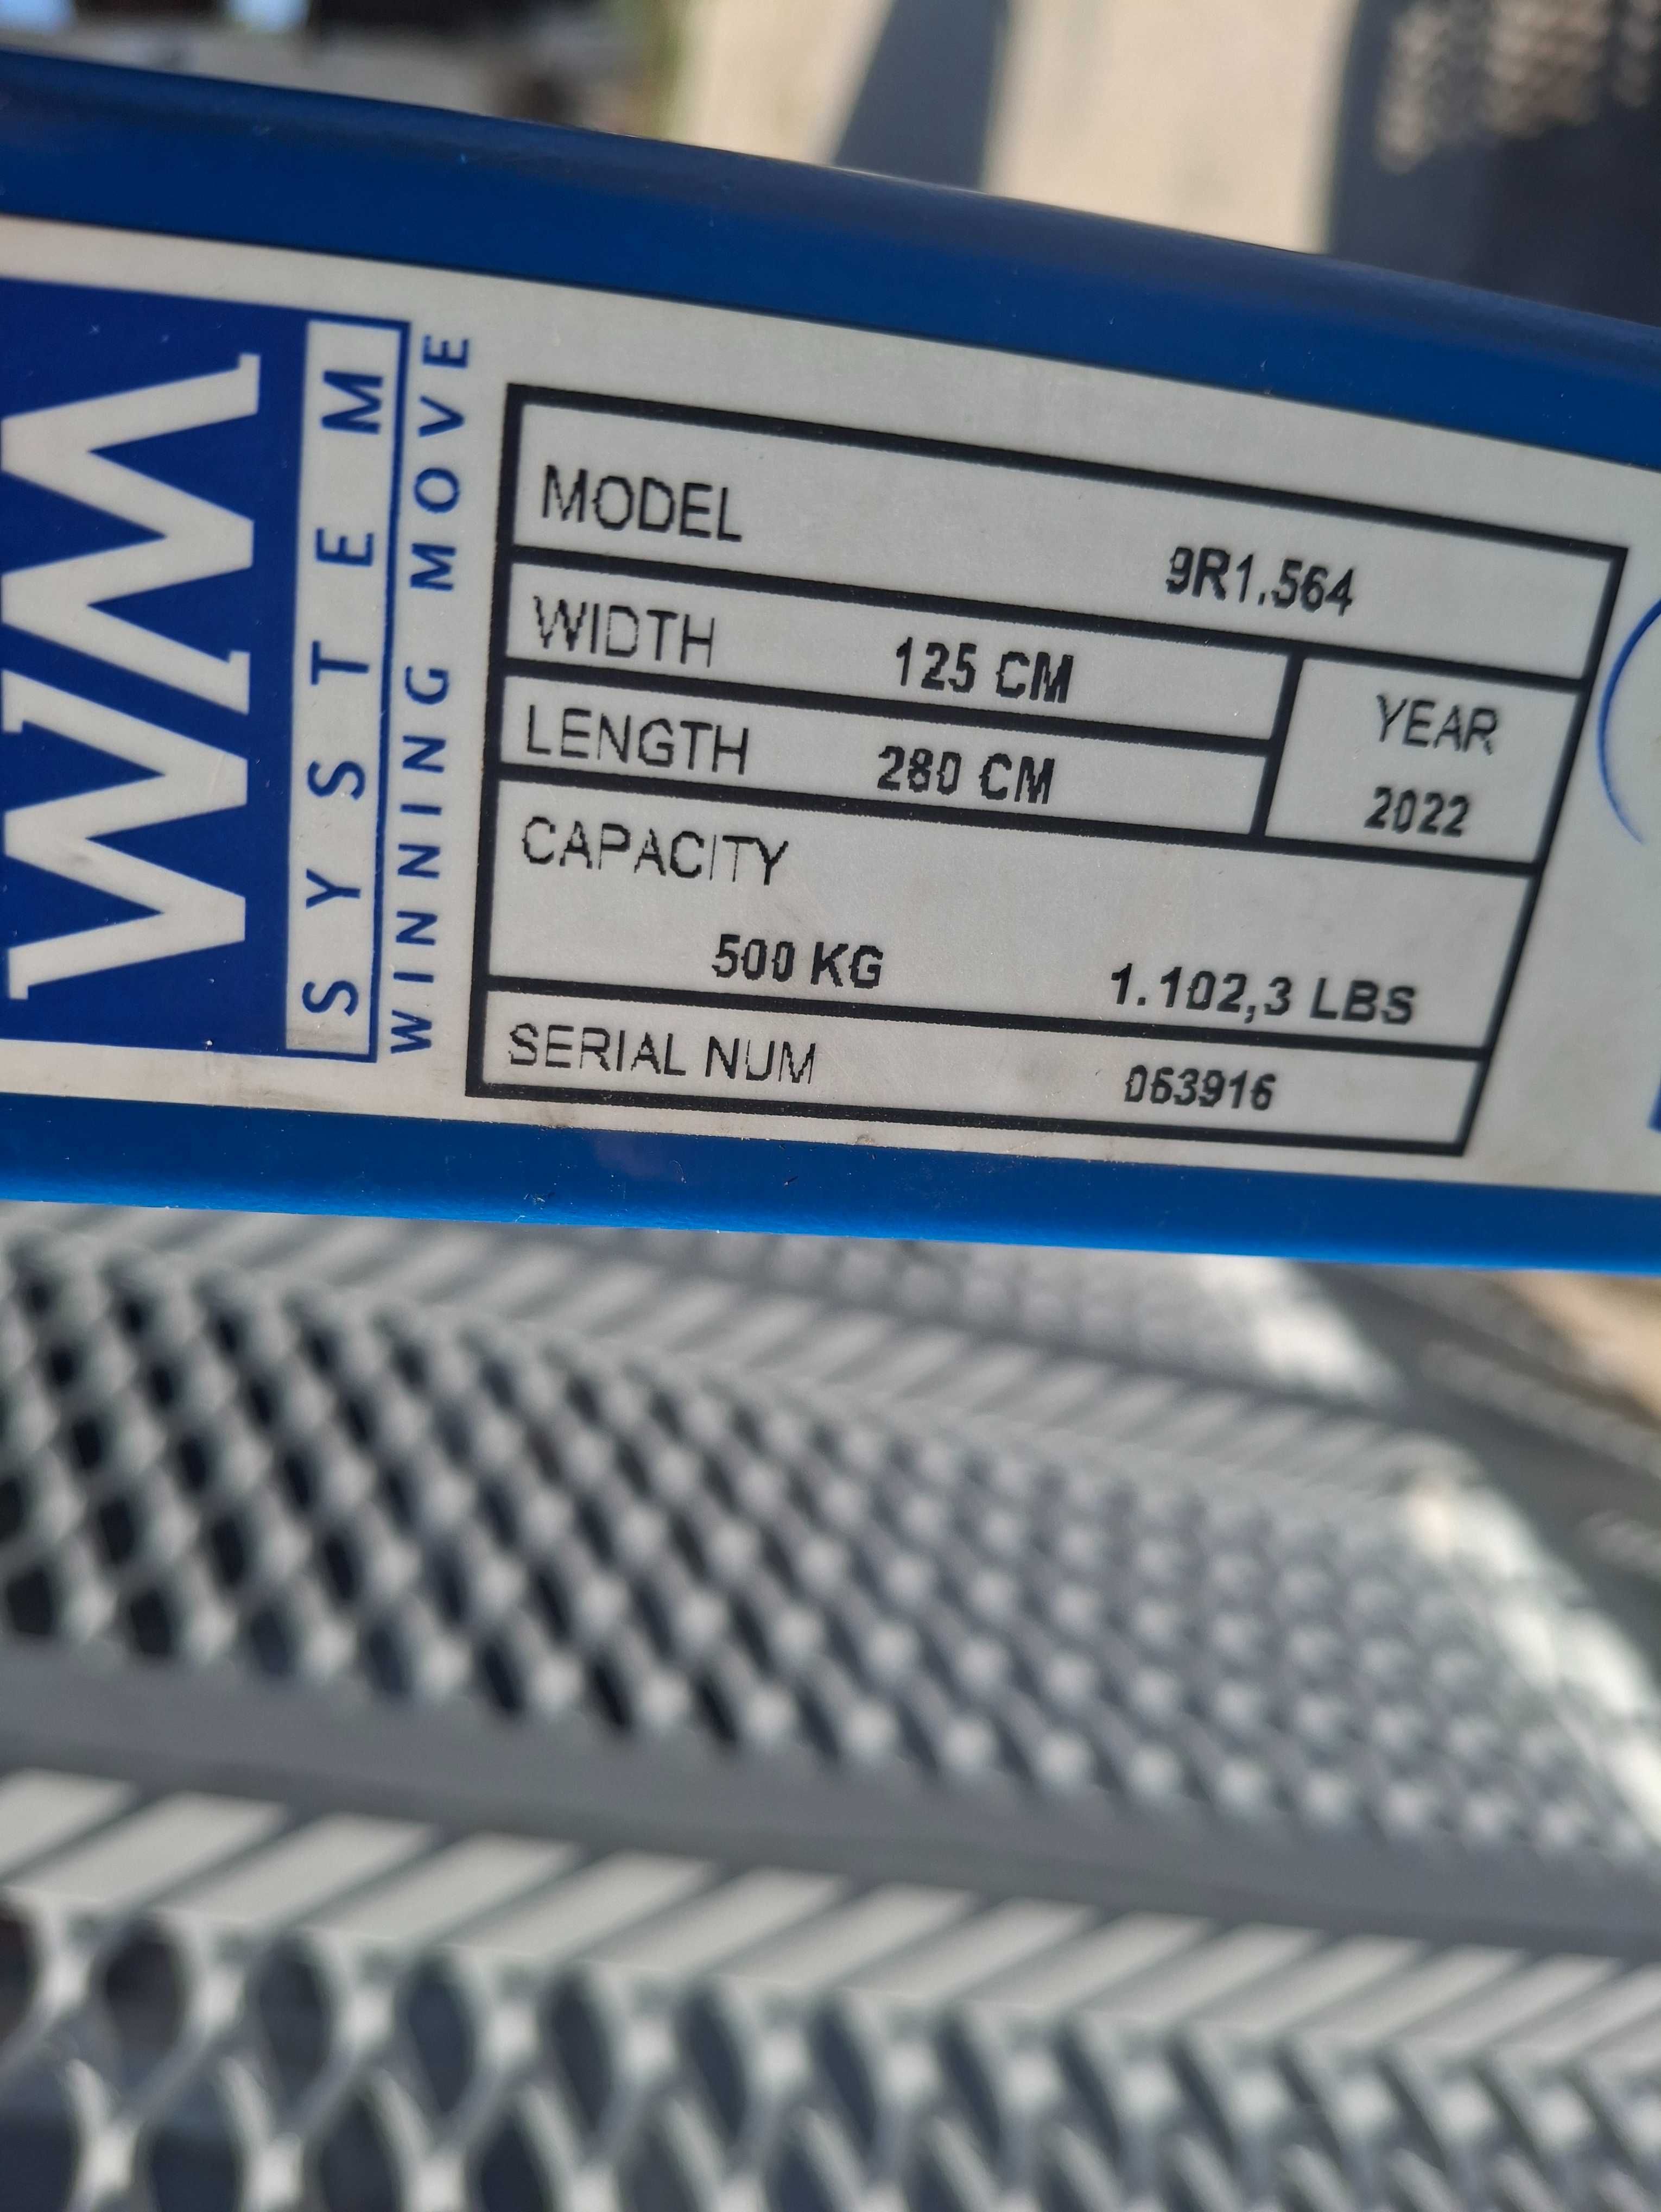 WM
SYSTEM
WINNING MOVE
MODEL 9R1.564
WIDTH 125 CM
LENGTH 280 CM
YEAR
2022
CAPACITY
500 KG 1.102,3 LBS
SERIAL NUM 063916